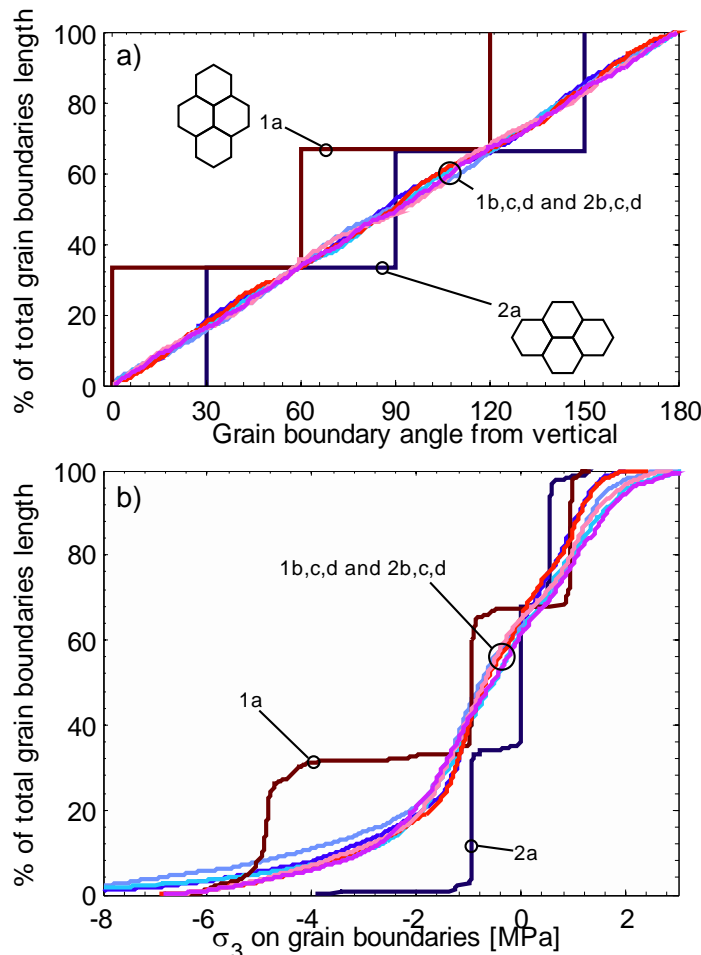 100
a)
80
1a
60
1b,c,d and 2b,c,d
40
20
2a
0
0 30 60 90 120 150 180
% of total grain boundaries length
Grain boundary angle from vertical
100
b)
80
1b,c,d and 2b,c,d
60
1a
40
20
2a
0
-8 -6 -4 -2 0 2
% of total grain boundaries length
σ3 on grain boundaries [MPa]